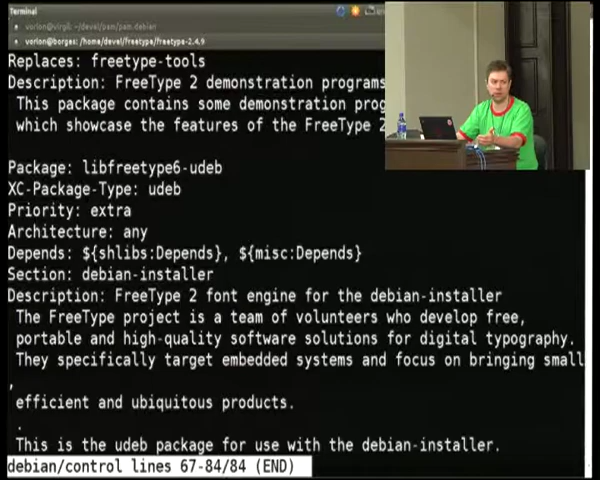 Terminal
vorlon@virgil: ~/devel/pam/pam.debian
vorlon@borges: /home/devel/freetype/freetype-2.4.9
Replaces: freetype-tools
Description: FreeType 2 demonstration programs
This package contains some demonstration prog
which showcase the features of the FreeType 2
Package: libfreetype6-udeb
XC-Package-Type: udeb
Priority: extra
Architecture: any
Depends: ${shlibs:Depends}, ${misc:Depends}
Section: debian-installer
Description: FreeType 2 font engine for the debian-installer
The FreeType project is a team of volunteers who develop free,
portable and high-quality software solutions for digital typography.
They specifically target embedded systems and focus on bringing small
,
efficient and ubiquitous products.
.
This is the udeb package for use with the debian-installer.
debian/control lines 67-84/84 (END)